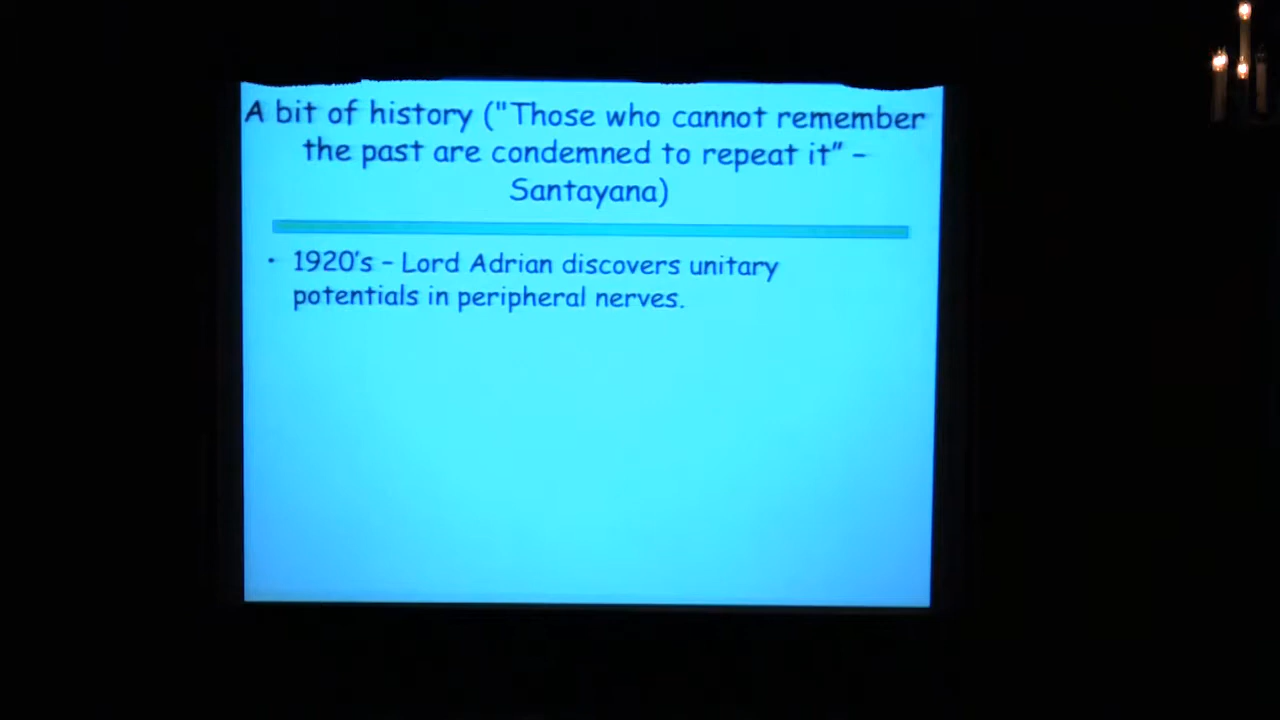 A bit of history ("Those who cannot remember
the past are condemned to repeat it” –
Santayana)
• 1920’s – Lord Adrian discovers unitary
potentials in peripheral nerves.